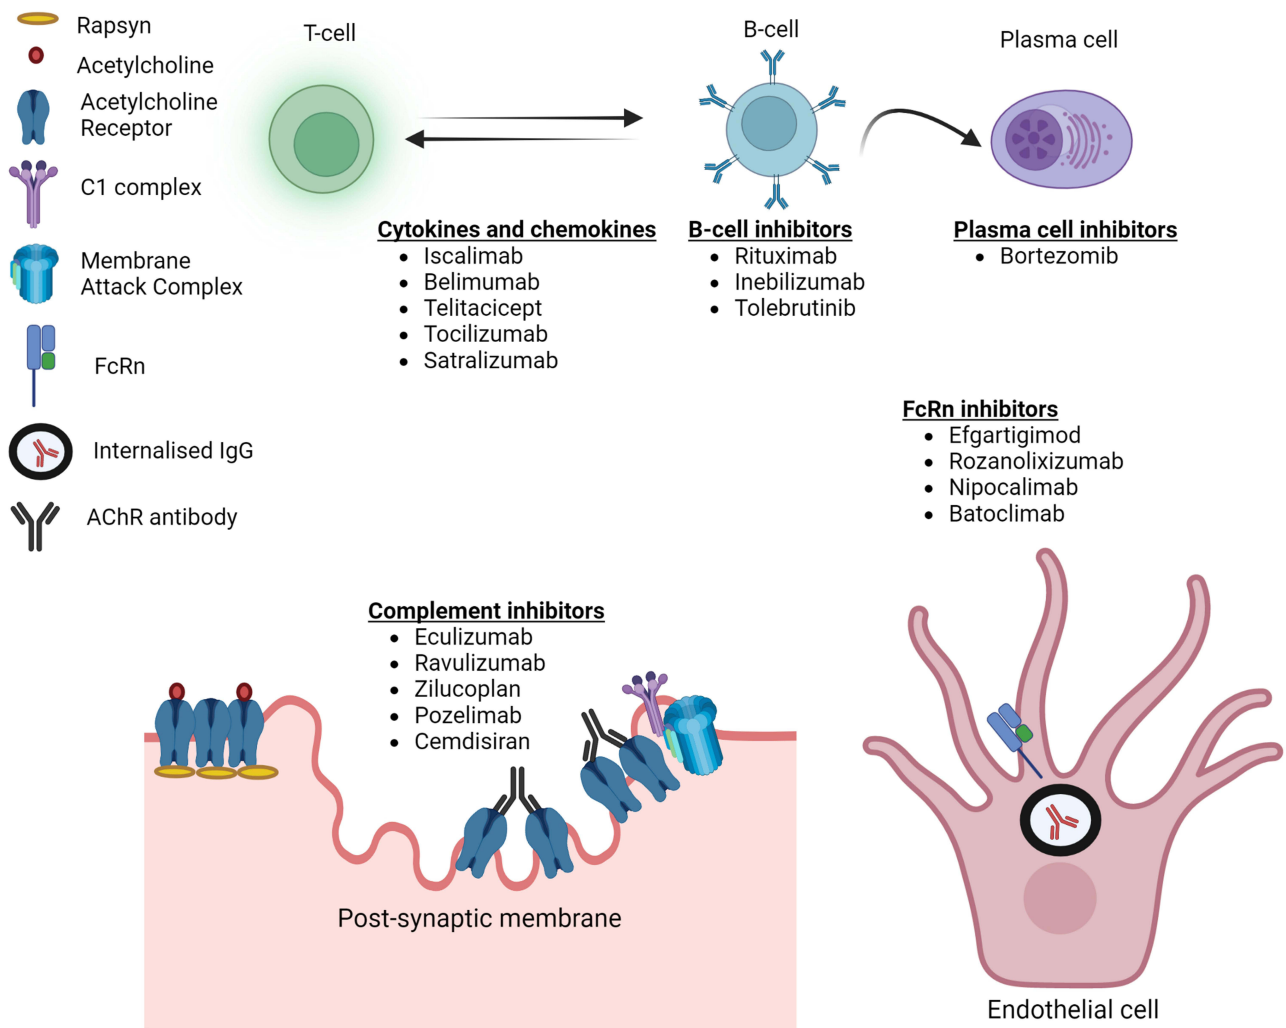 Rapsyn
Acetylcholine
Acetylcholine
Receptor
C1 complex
Membrane
Attack Complex
FcRn
Internalised IgG
AChR antibody
T-cell
B-cell
Plasma cell
Cytokines and chemokines
• Iscalimab
• Belimumab
• Telitacicept
• Tocilizumab
• Satralizumab
B-cell inhibitors
• Rituximab
• Inebilizumab
• Tolebrutinib
Plasma cell inhibitors
• Bortezomib
FcRn inhibitors
• Efgartigimod
• Rozanolixizumab
• Nipocalimab
• Batoclimab
Complement inhibitors
• Eculizumab
• Ravulizumab
• Zilucoplan
• Pozelimab
• Cemdisiran
Post-synaptic membrane
Endothelial cell